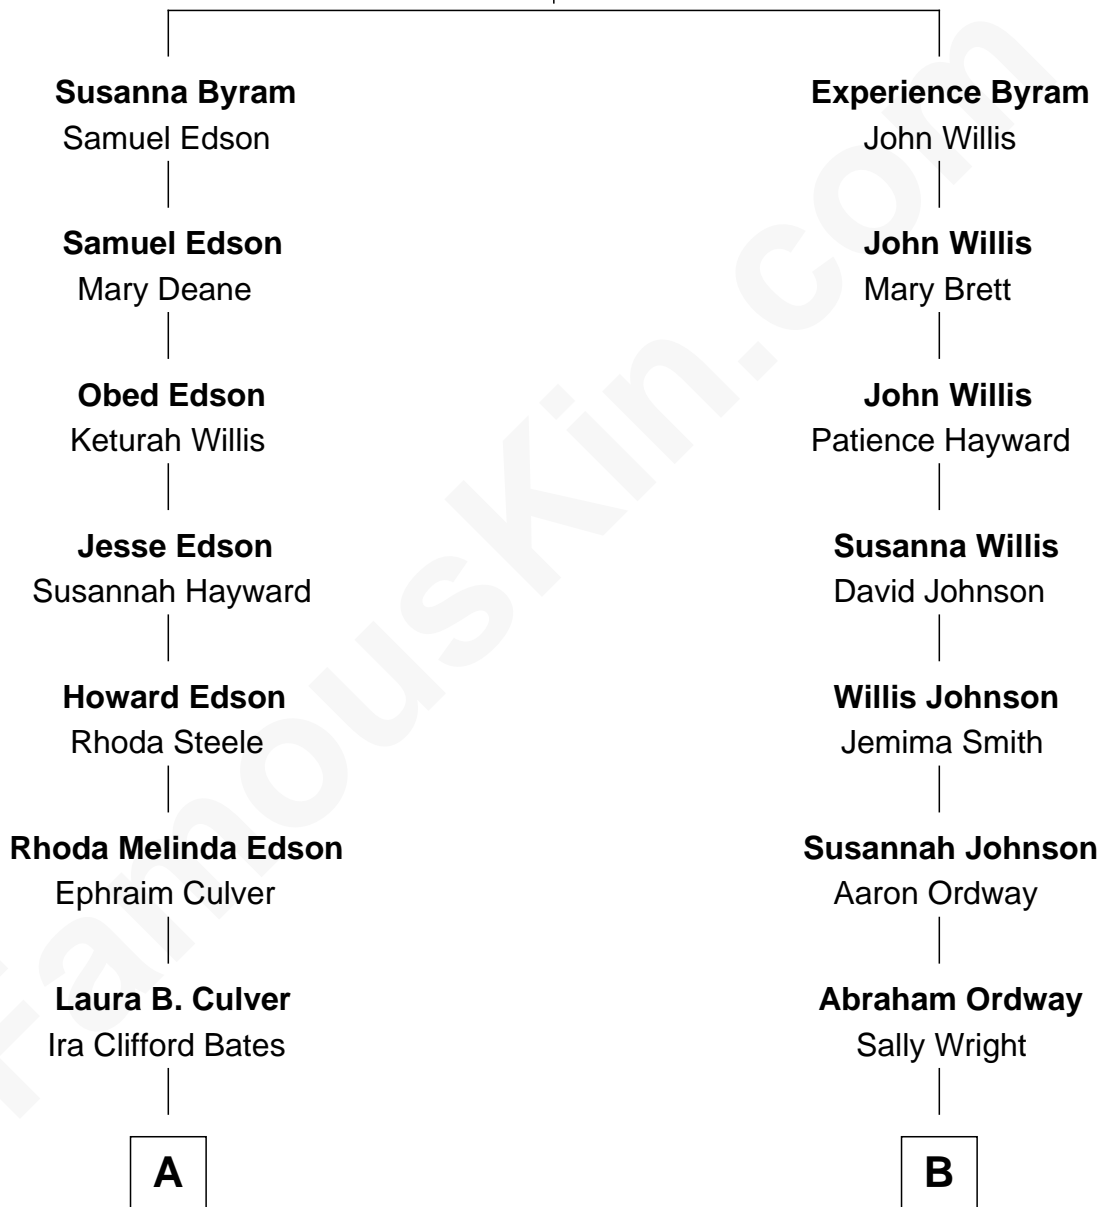 Susanna Byram
Samuel Edson
Samuel Edson
Mary Deane
Obed Edson
Keturah Willis
Jesse Edson
Susannah Hayward
Howard Edson
Rhoda Steele
Rhoda Melinda Edson
Ephraim Culver
Laura B. Culver
Ira Clifford Bates
A
Experience Byram
John Willis
John Willis
Mary Brett
John Willis
Patience Hayward
Susanna Willis
David Johnson
Willis Johnson
Jemima Smith
Susannah Johnson
Aaron Ordway
Abraham Ordway
Sally Wright
B
FamousKin.com